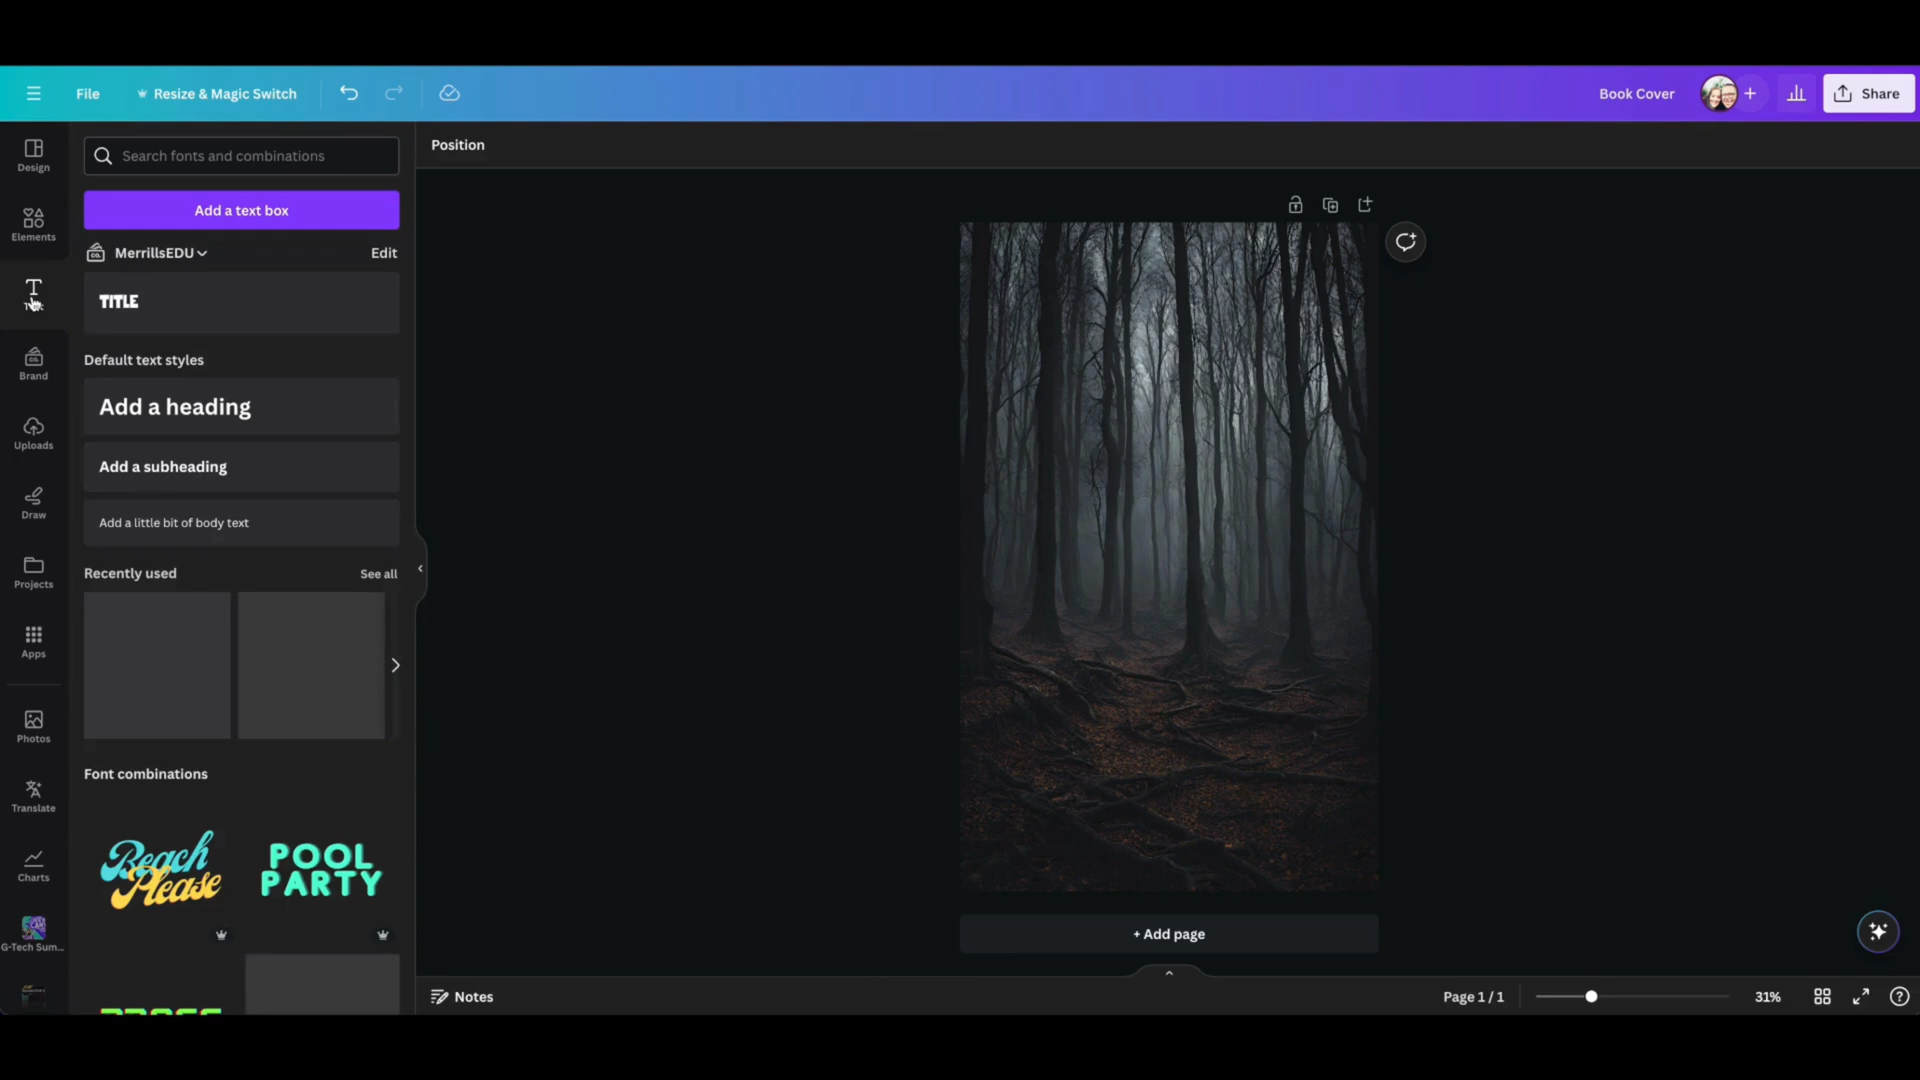 File
Resize & Magic Switch
Book Cover
Share
Design
Elements
Brand
Uploads
Draw
Projects
Apps
Photos
Translate
Charts
G-Tech Sum...
Search fonts and combinations
Add a text box
MerrillsEDU
Edit
TITLE
Default text styles
Add a heading
Add a subheading
Add a little bit of body text
Recently used
See all
Font combinations
Beach
Please
POOL
PARTY
Position
+ Add page
Notes
Page 1 / 1
31%